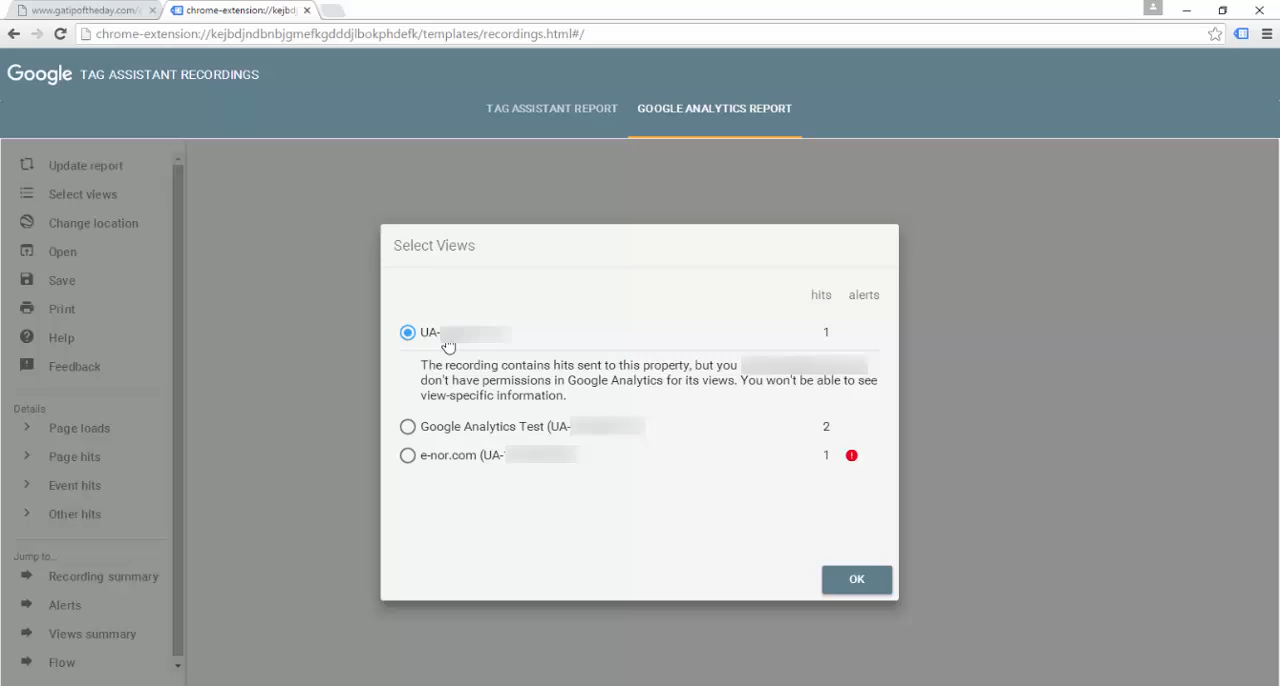 www.gatipoftheday.com/
chrome-extension://kejbdj
chrome-extension://kejbdjndbnbjgmefkgdddjlbokphdefk/templates/recordings.html#/
Google TAG ASSISTANT RECORDINGS
TAG ASSISTANT REPORT
GOOGLE ANALYTICS REPORT
Update report
Select views
Change location
Open
Save
Print
Help
Feedback
Details
Page loads
Page hits
Event hits
Other hits
Jump to...
Recording summary
Alerts
Views summary
Flow
Select Views
hits alerts
UA- 1
The recording contains hits sent to this property, but you
don't have permissions in Google Analytics for its views. You won't be able to see
view-specific information.
Google Analytics Test (UA- 2
e-nor.com (UA- 1
OK